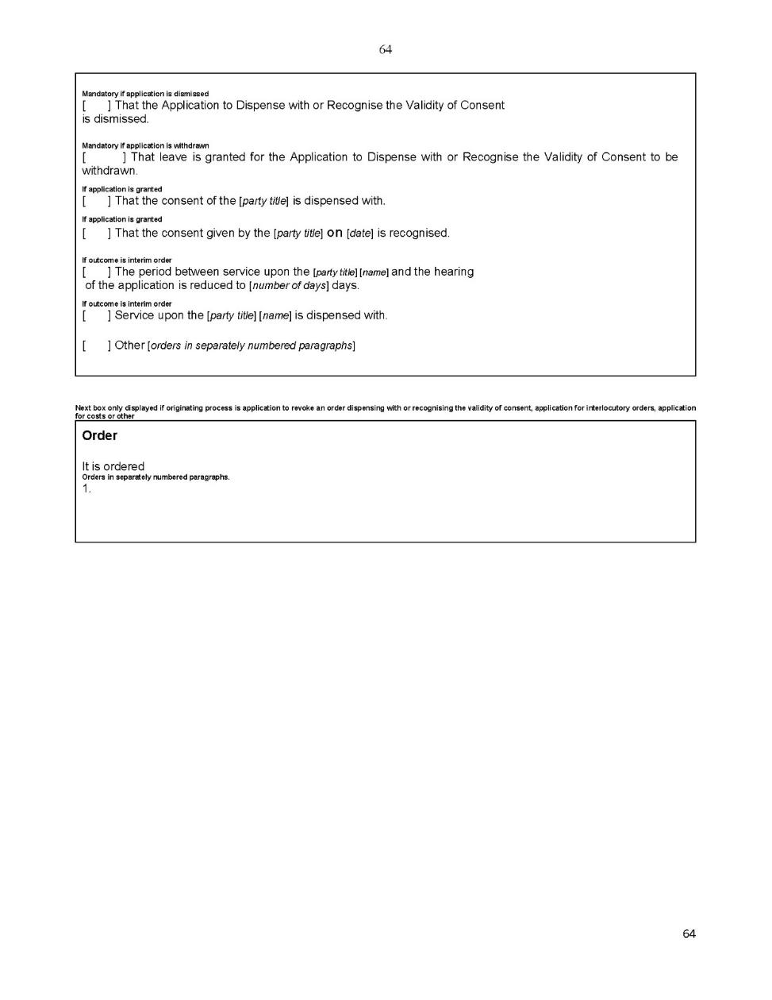 64
Mandatory if application is dismissed
[ ] That the Application to Dispense with or Recognise the Validity of Consent
is dismissed.
Mandatory if application is withdrawn
[ ] That leave is granted for the Application to Dispense with or Recognise the Validity of Consent to be
withdrawn.
If application is granted
[ ] That the consent of the [party title] is dispensed with.
If application is granted
[ ] That the consent given by the [party title] on [date] is recognised.
If outcome is interim order
[ ] The period between service upon the [party title] [name] and the hearing
of the application is reduced to [number of days] days.
If outcome is interim order
[ ] Service upon the [party title] [name] is dispensed with.
[ ] Other [orders in separately numbered paragraphs]
Next box only displayed if originating process is application to revoke an order dispensing with or recognising the validity of consent, application for interlocutory orders, application
for costs or other
Order
It is ordered
Orders in separately numbered paragraphs.
1.
64